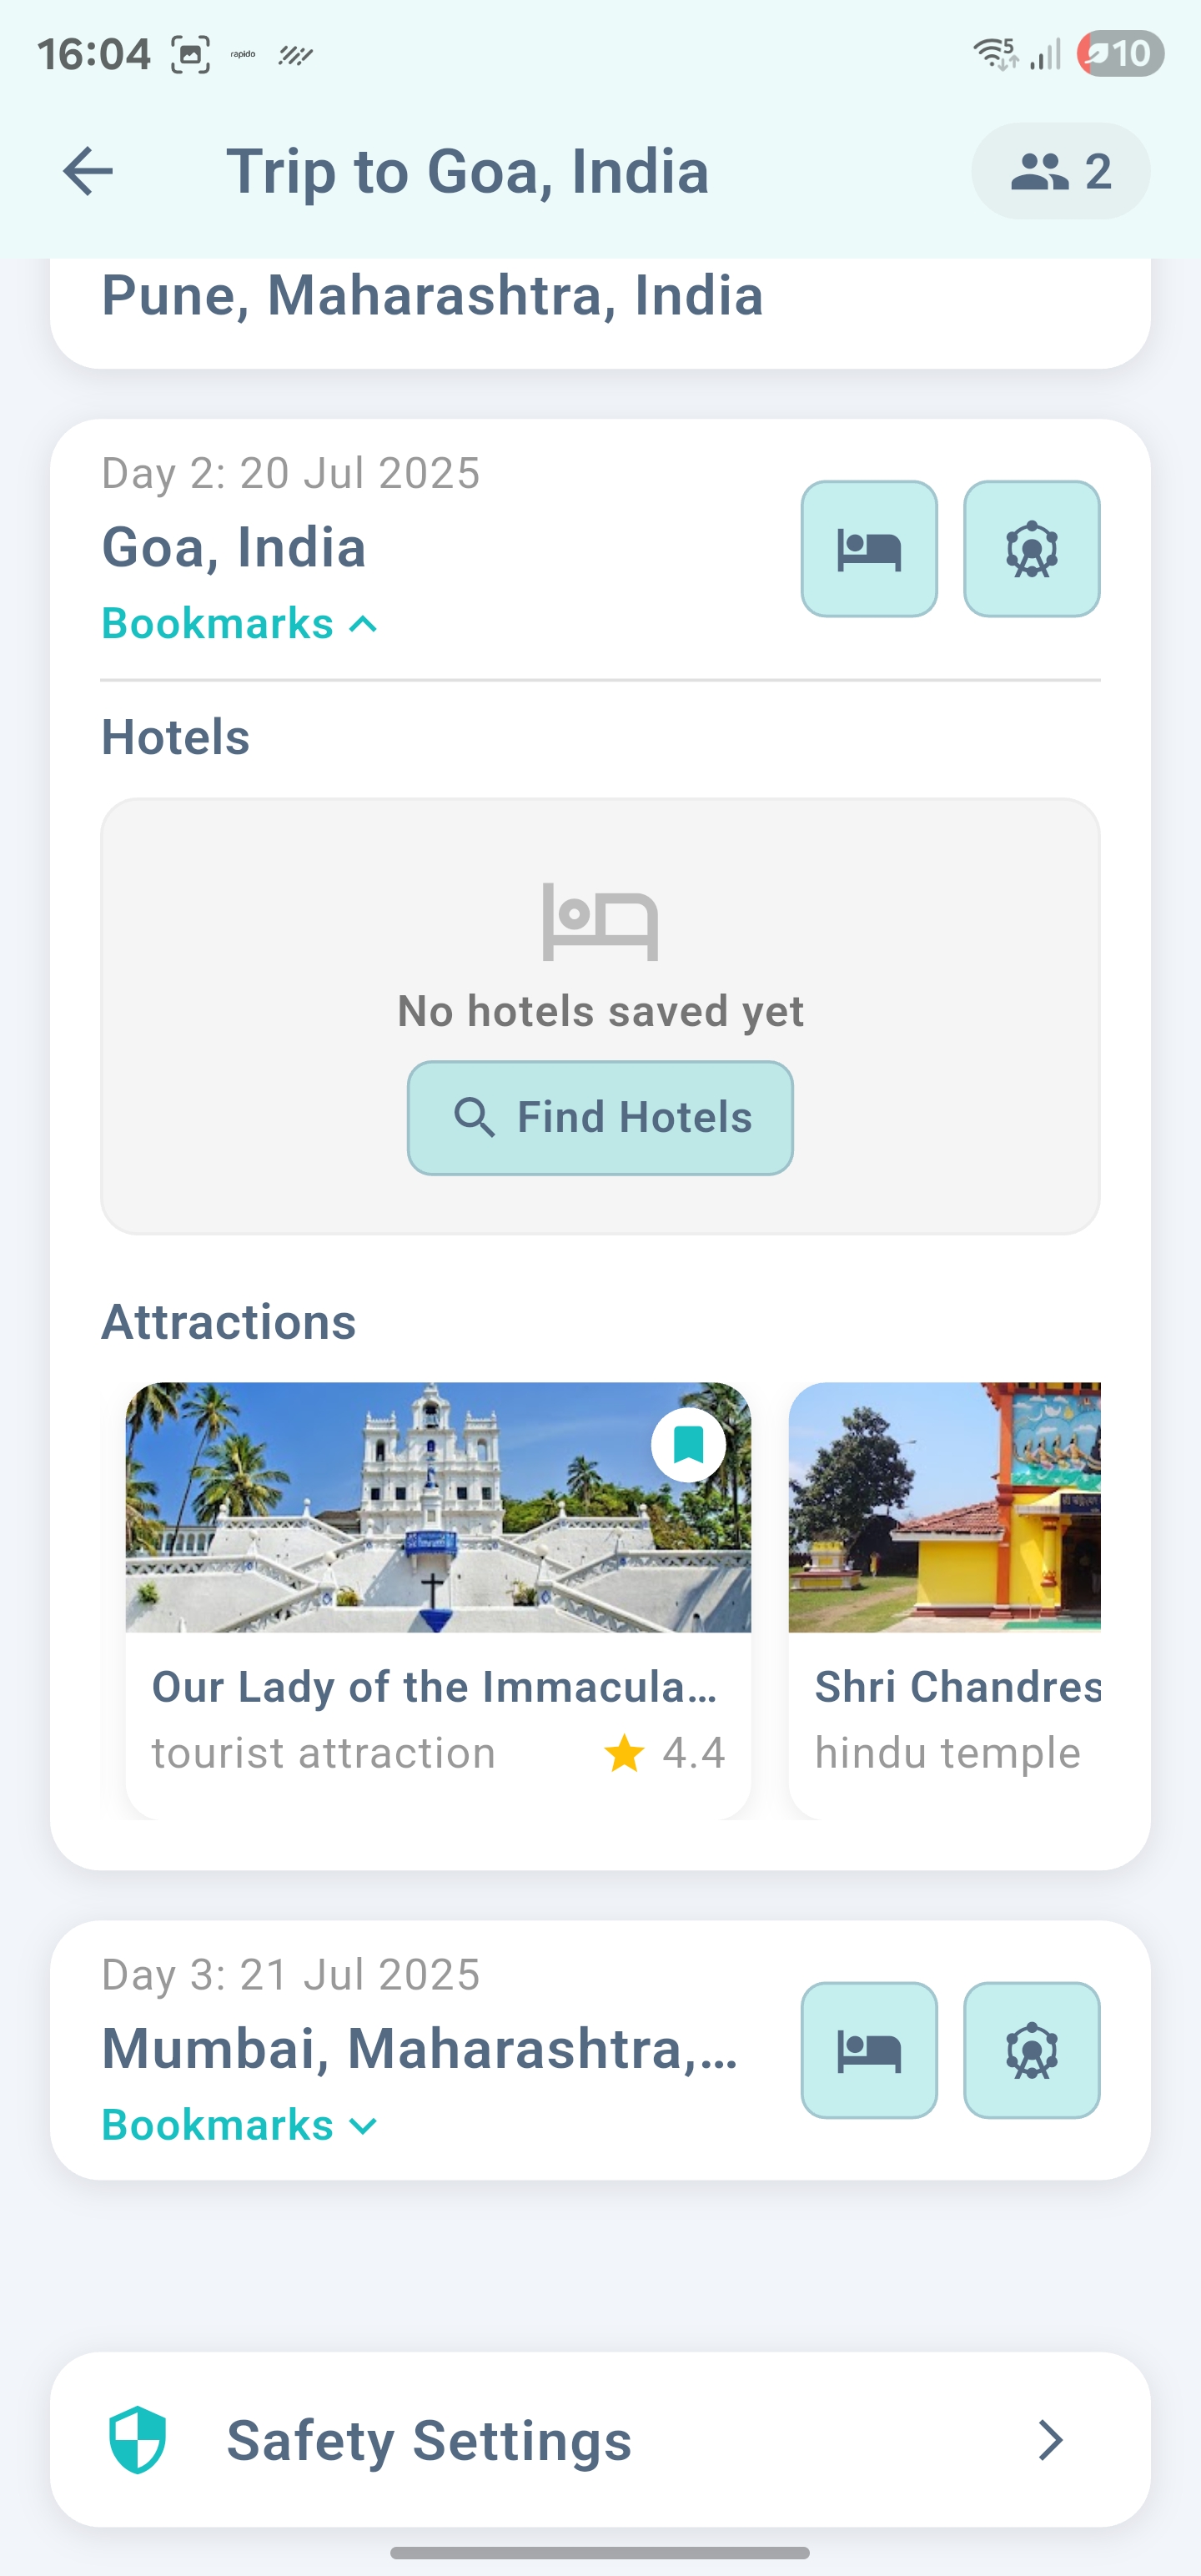 16:04
rapido
5
10
Trip to Goa, India
2
Pune, Maharashtra, India
Day 2: 20 Jul 2025
Goa, India
Bookmarks
Hotels
No hotels saved yet
Find Hotels
Attractions
Our Lady of the Immacula...
tourist attraction
4.4
Shri Chandres
hindu temple
Day 3: 21 Jul 2025
Mumbai, Maharashtra,...
Bookmarks
Safety Settings